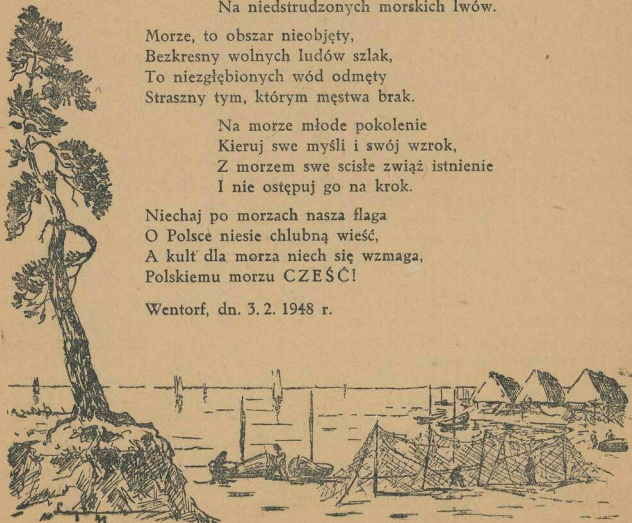 Na niedstrudzonych morskich lwów.
Morze, to obszar nieobjęty,
Bezkresny wolnych ludów szlak,
To niezgłębionych wód odmęty
Straszny tym, którym męstwa brak.
Na morze młode pokolenie
Kieruj swe myśli i swój wzrok,
Z morzem swe scisłe zwiąż istnienie
I nie ostępuj go na krok.
Niechaj po morzach nasza flaga
O Polsce niesie chlubną wieść,
A kult dla morza niech się wzmaga,
Polskiemu morzu CZEŚĆ!
Wentorf, dn. 3. 2. 1948 r.